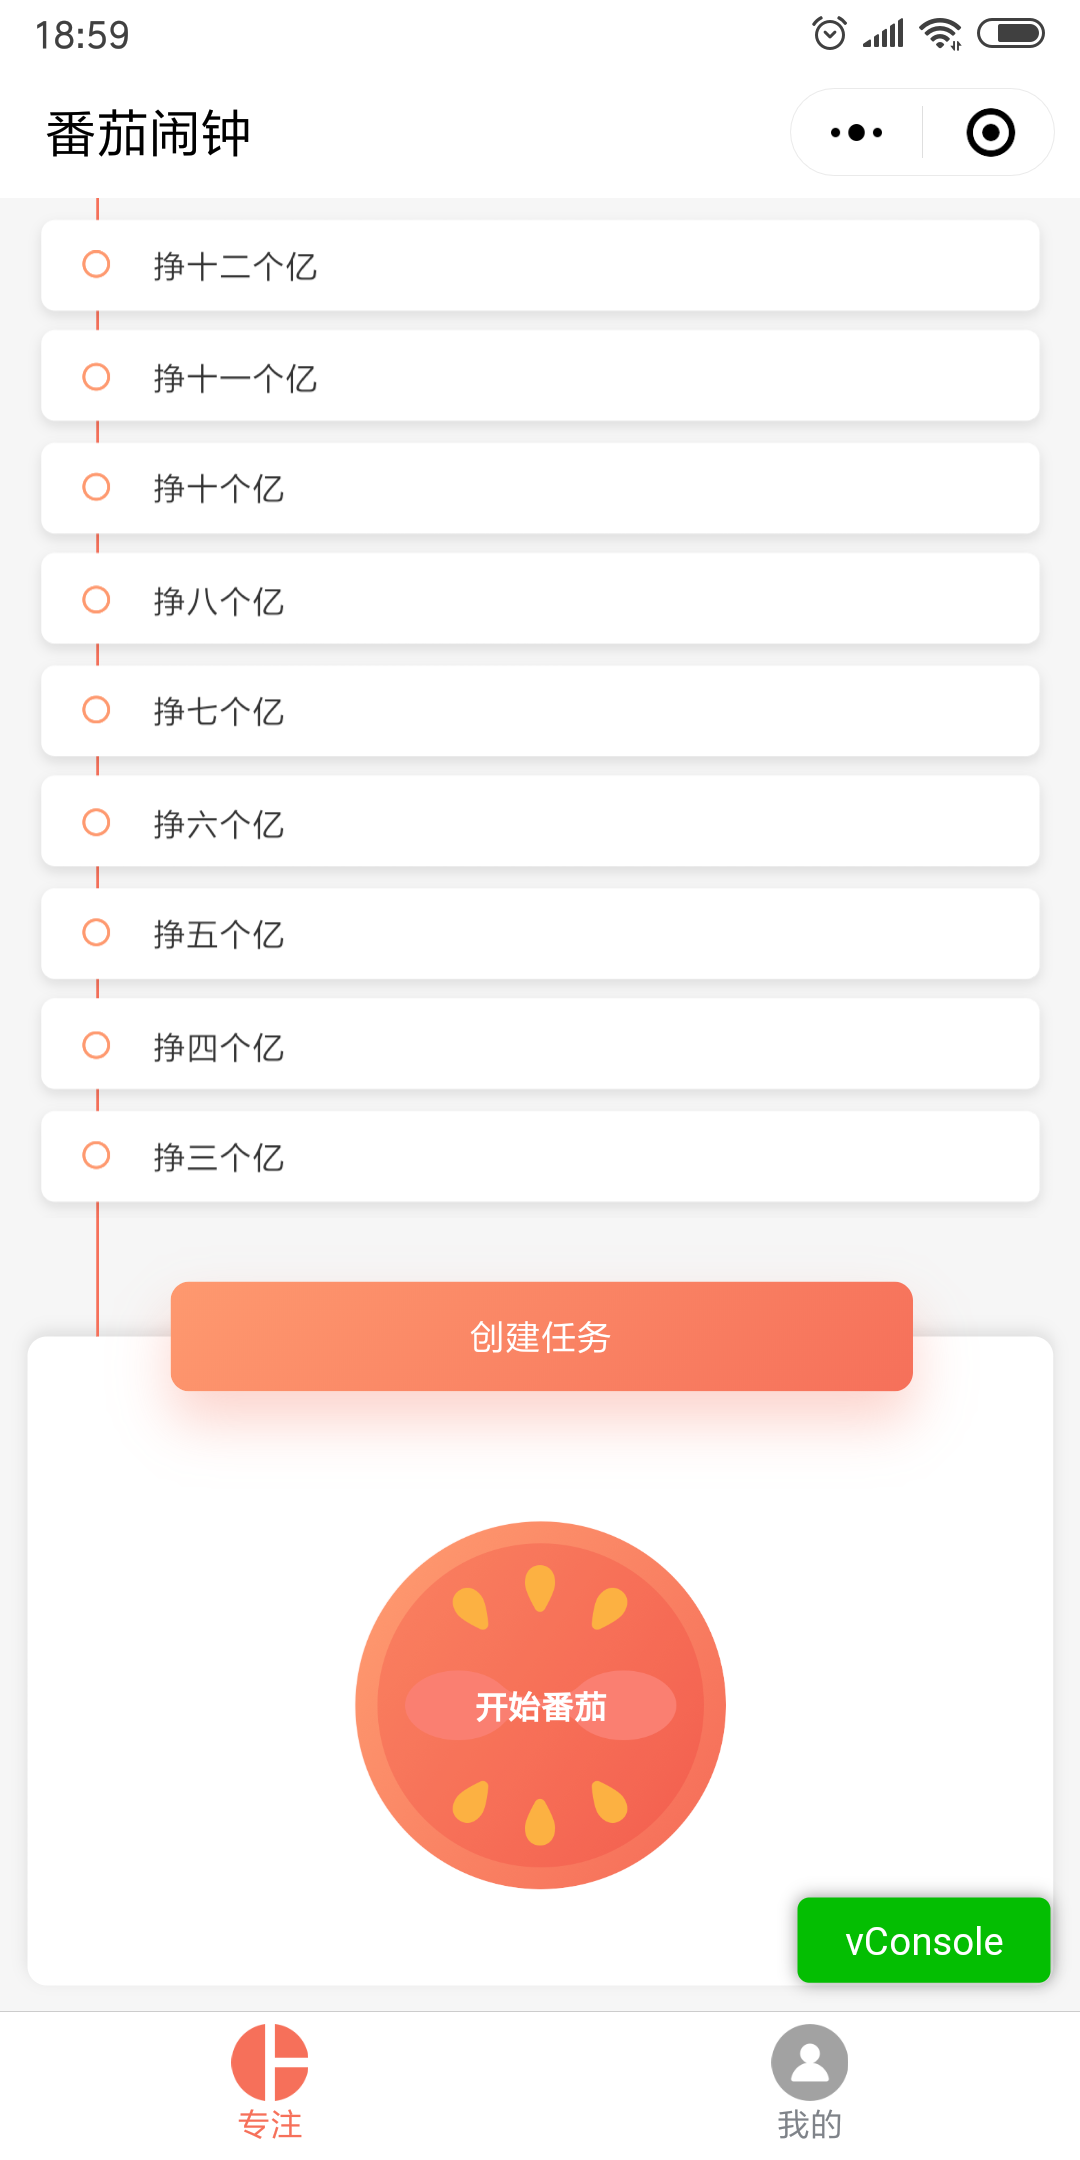 18:59
番茄闹钟
挣十二个亿
挣十一个亿
挣十个亿
挣八个亿
挣七个亿
挣六个亿
挣五个亿
挣四个亿
挣三个亿
创建任务
开始番茄
vConsole
专注
我的